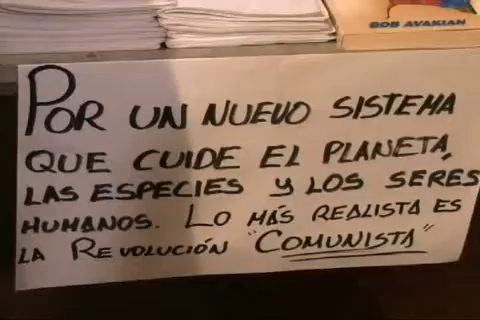 BOB AVAKIAN
POR UN NUEVO SISTEMA
QUE CUIDE EL PLANETA,
LAS ESPECIES Y LOS SERES
HUMANOS. LO MÁS REALISTA ES
LA REVOLUCIÓN "COMUNISTA"